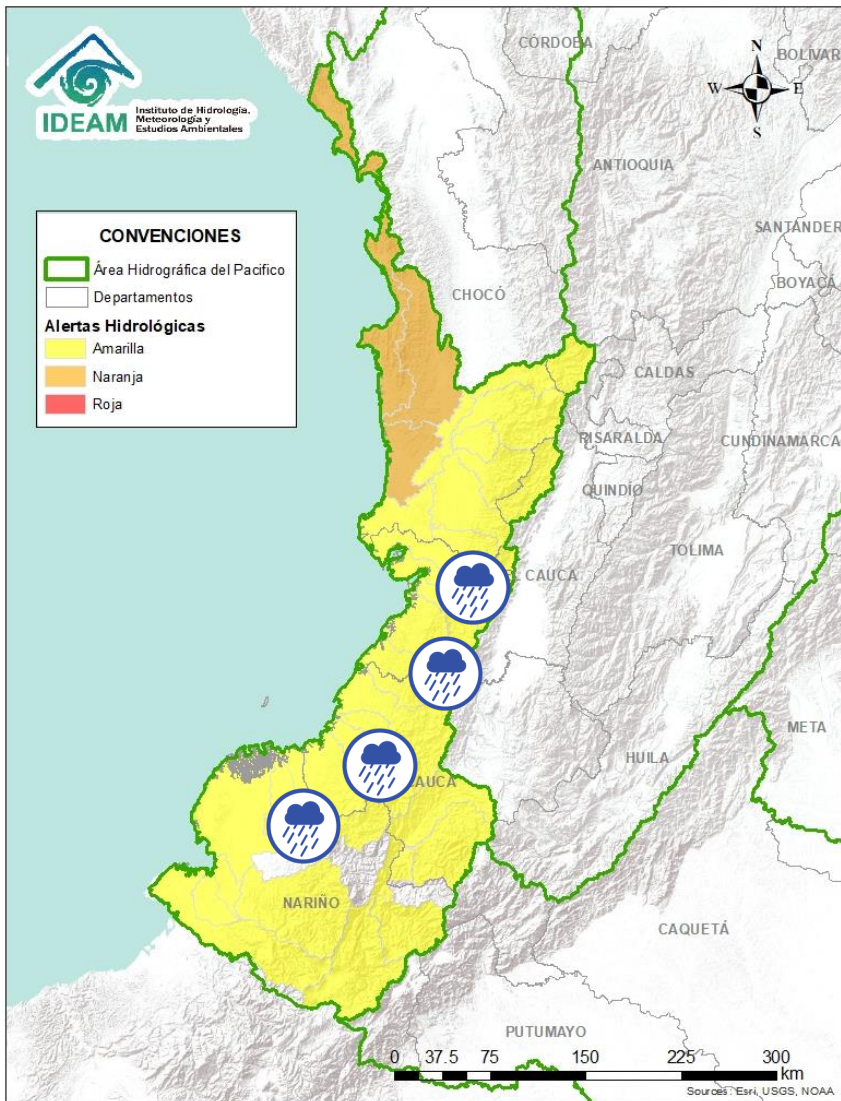 IDEAM
Instituto de Hidrología,
Meteorología y
Estudios Ambientales
N
W
E
S
CÓRDOBA
BOLIVAR
ANTIOQUIA
SANTANDER
BOYACÁ
CHOCÓ
CALDAS
RISARALDA
CUNDINAMARCA
QUINDÍO
TOLIMA
EL CAUCA
META
HUILA
CAUCA
NARIÑO
CAQUETÁ
PUTUMAYO
CONVENCIONES
Área Hidrográfica del Pacifico
Departamentos
Alertas Hidrológicas
Amarilla
Naranja
Roja
0 37.5 75 150 225 300
km
Sources: Esri, USGS, NOAA